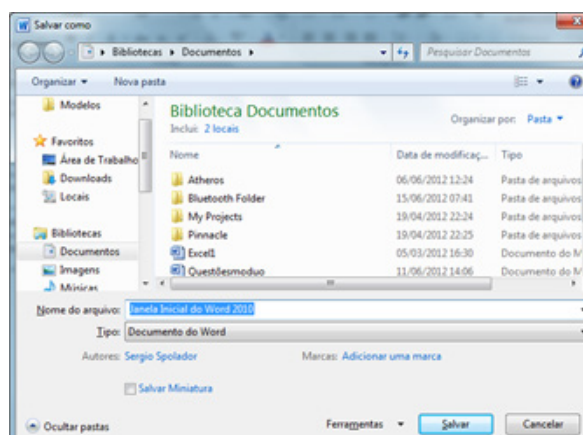 Salvar como
Bibliotecas Documentos
Pesquisar Documentos
Organizar Nova pasta
Modelos
Favoritos
Área de Trabalho
Downloads
Locais
Bibliotecas
Documentos
Imagens
Músicas
Biblioteca Documentos
Inclui: 2 locais
Organizar por: Pasta
Nome Data de modificaç... Tipo
Atheros 06/06/2012 12:24 Pasta de arquivos
Bluetooth Folder 15/06/2012 07:41 Pasta de arquivos
My Projects 19/04/2012 22:24 Pasta de arquivos
Pinnacle 19/04/2012 22:25 Pasta de arquivos
Excel1 05/03/2012 16:30 Documento do M
Questõesmoduo 11/06/2012 14:06 Documento do M
Nome do arquivo: Janela Inicial do Word 2010
Tipo: Documento do Word
Autores: Sergio Spolador Marcas: Adicionar uma marca
Salvar Miniatura
Ocultar pastas Ferramentas Salvar Cancelar